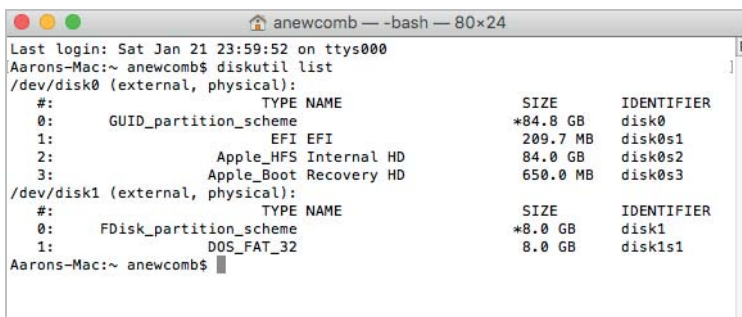 anewcomb — -bash — 80×24
Last login: Sat Jan 21 23:59:52 on ttys000
[Aarons-Mac:~ anewcomb$ diskutil list ]
/dev/disk0 (external, physical):
   #:                       TYPE NAME                    SIZE       IDENTIFIER
   0:      GUID_partition_scheme                        *84.8 GB    disk0
   1:                        EFI EFI                     209.7 MB   disk0s1
   2:                  Apple_HFS Internal HD             84.0 GB    disk0s2
   3:                 Apple_Boot Recovery HD             650.0 MB   disk0s3
/dev/disk1 (external, physical):
   #:                       TYPE NAME                    SIZE       IDENTIFIER
   0:     FDisk_partition_scheme                        *8.0 GB     disk1
   1:                 DOS_FAT_32                         8.0 GB     disk1s1
Aarons-Mac:~ anewcomb$